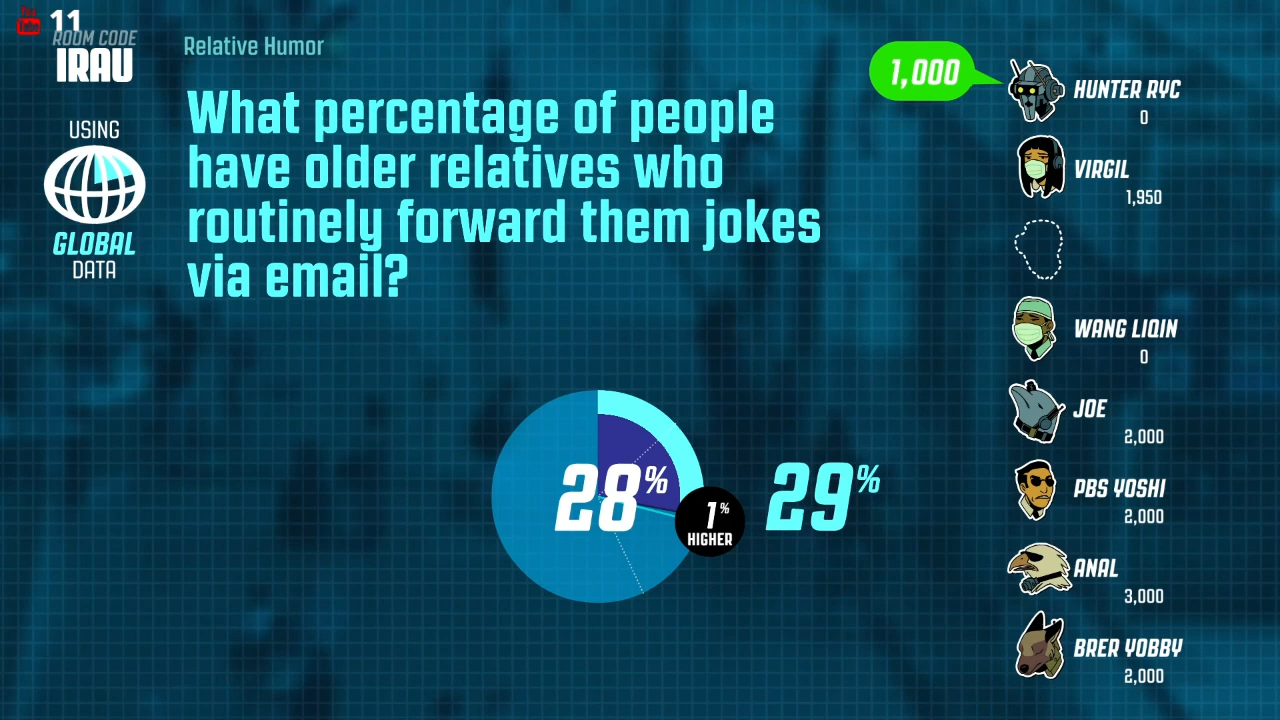 You
Tube
11
ROOM CODE
IRAU
USING
GLOBAL
DATA
Relative Humor
What percentage of people
have older relatives who
routinely forward them jokes
via email?
28%
1%
HIGHER
29%
1,000
HUNTER RYC
0
VIRGIL
1,950
WANG LIQIN
0
JOE
2,000
PBS YOSHI
2,000
ANAL
3,000
BRER YOBBY
2,000